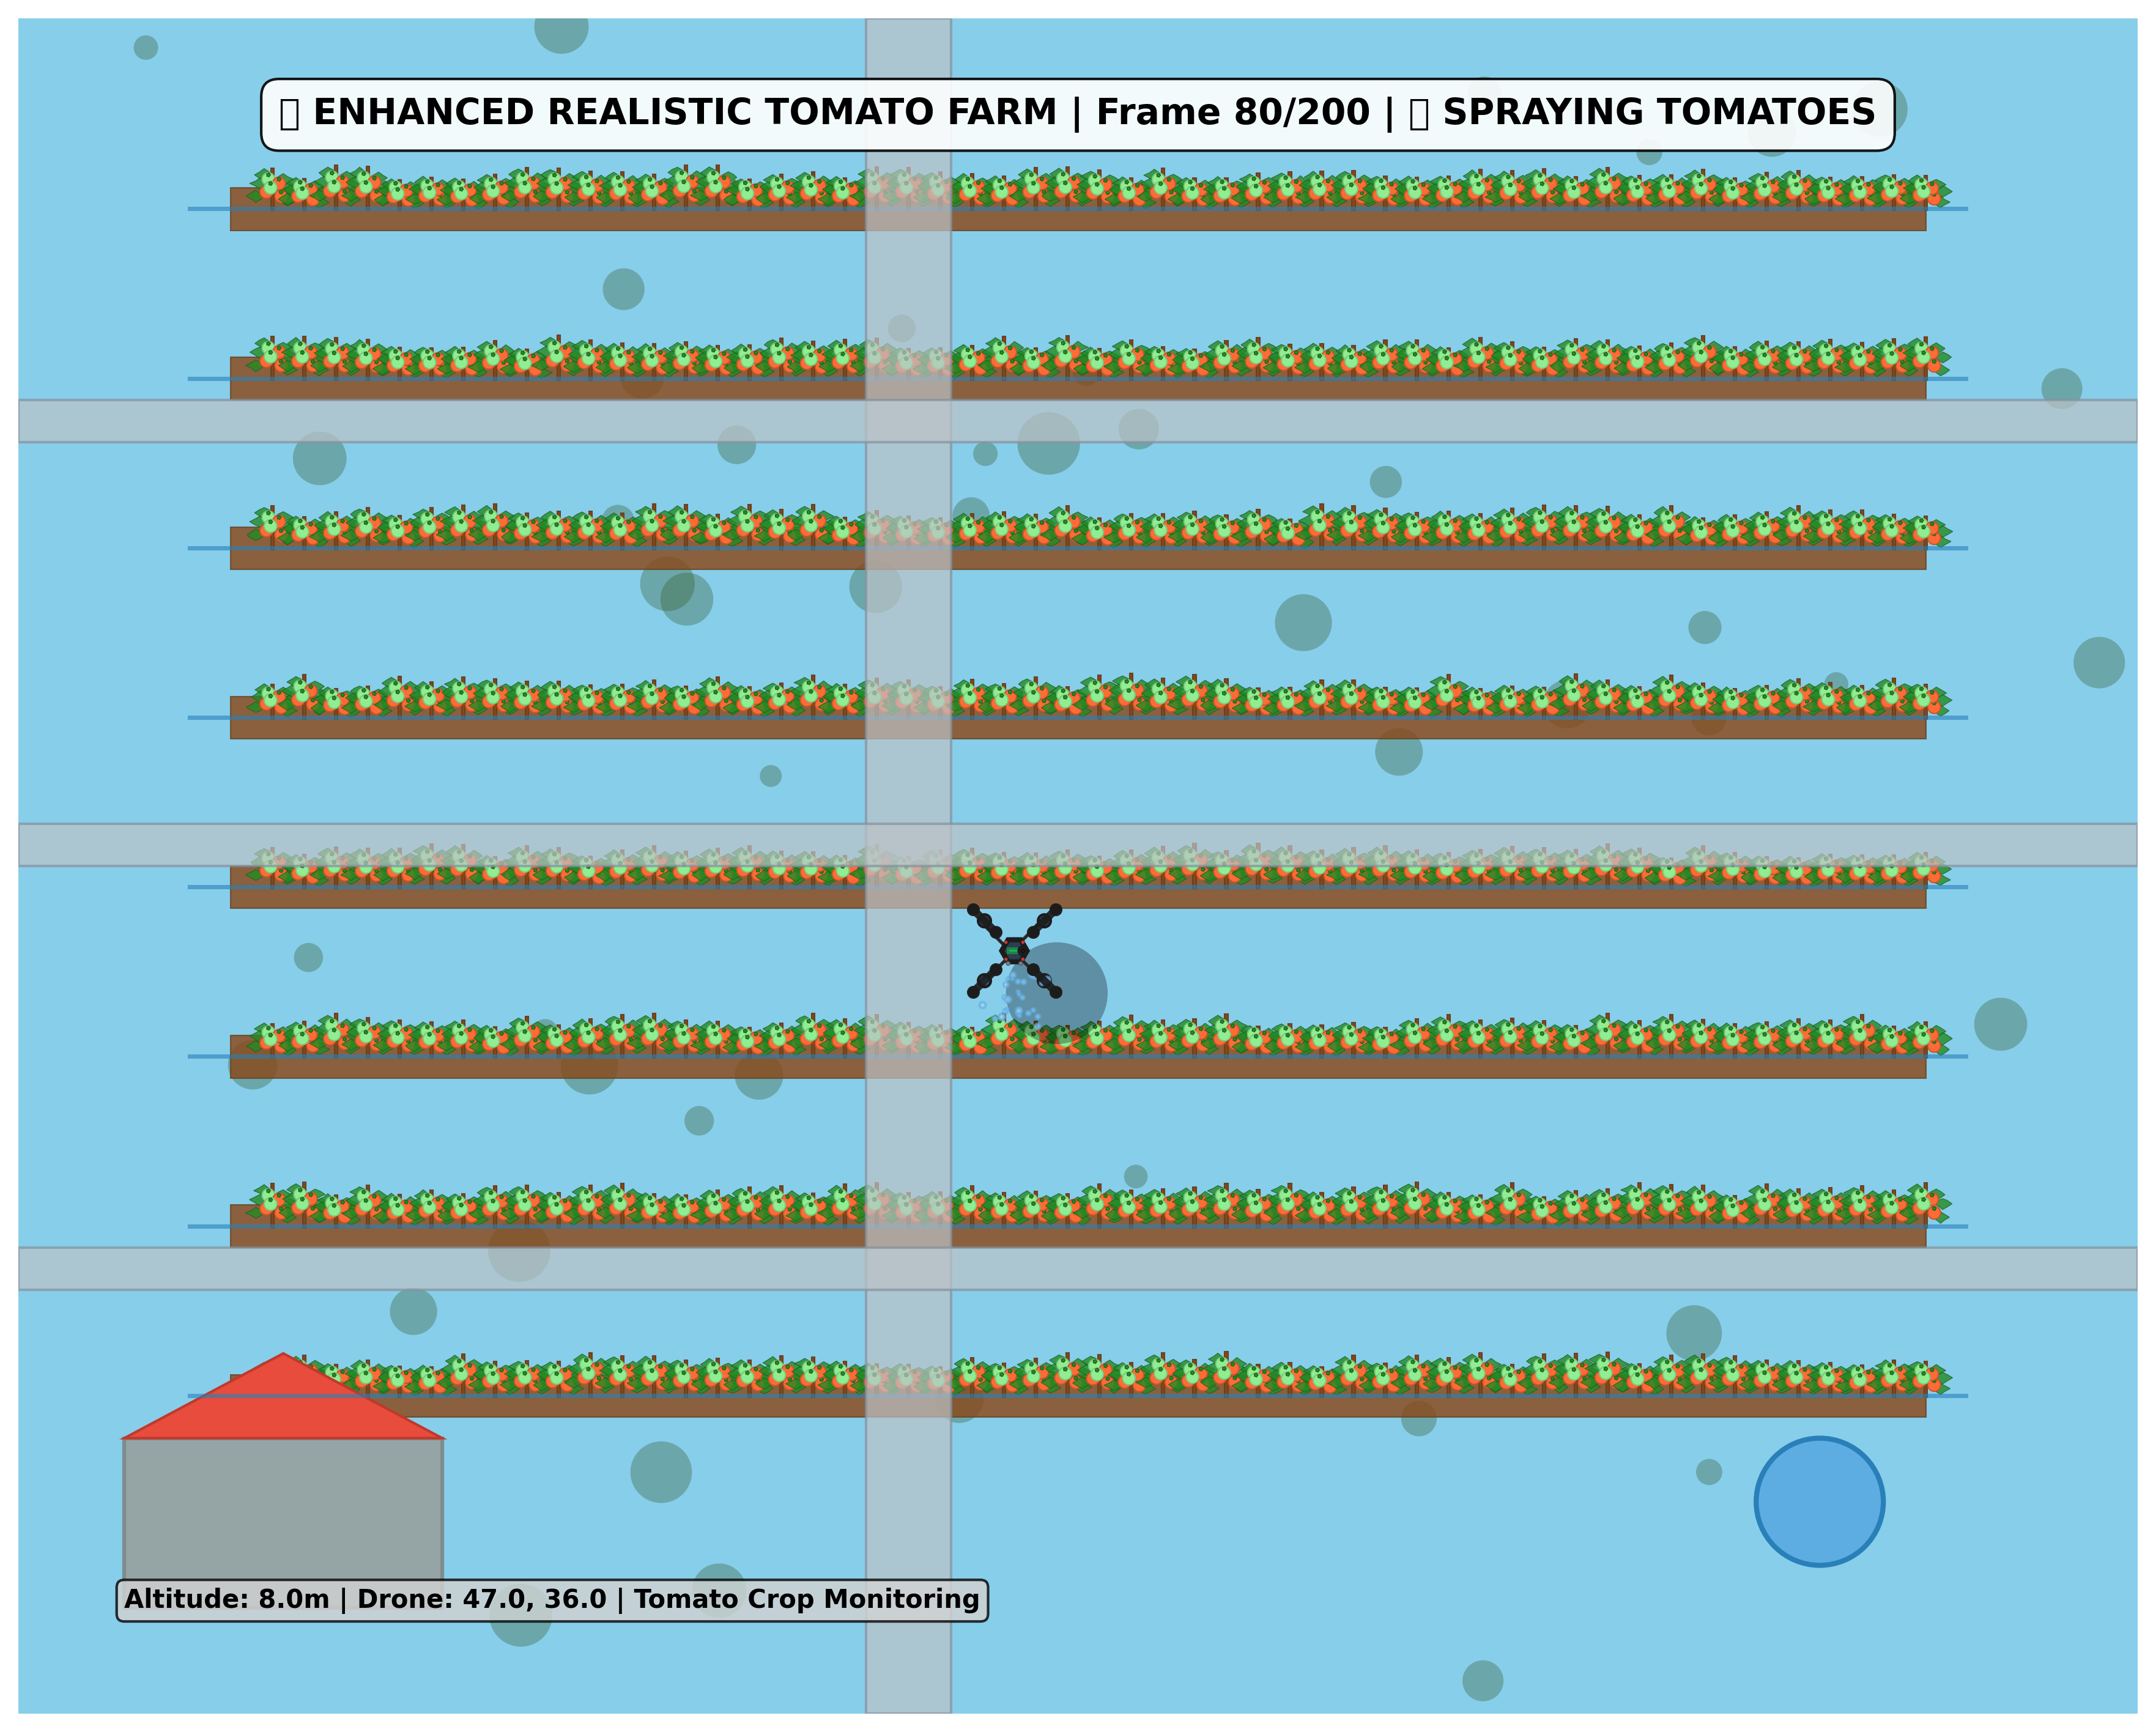 ▯ ENHANCED REALISTIC TOMATO FARM | Frame 80/200 | ▯ SPRAYING TOMATOES
Altitude: 8.0m | Drone: 47.0, 36.0 | Tomato Crop Monitoring